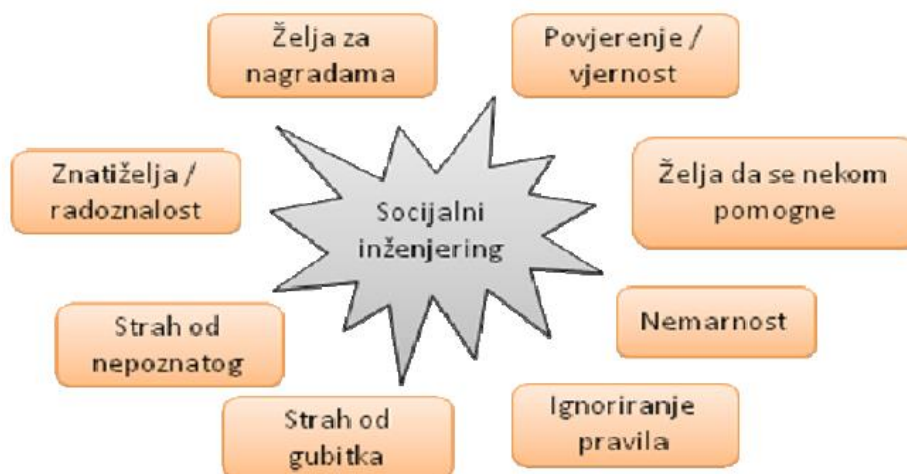 Želja za
nagradama
Povjerenje /
vjernost
Znatiželja /
radoznalost
Socijalni
inženjering
Želja da se nekom
pomogne
Strah od
nepoznatog
Nemarnost
Strah od
gubitka
Ignoriranje
pravila